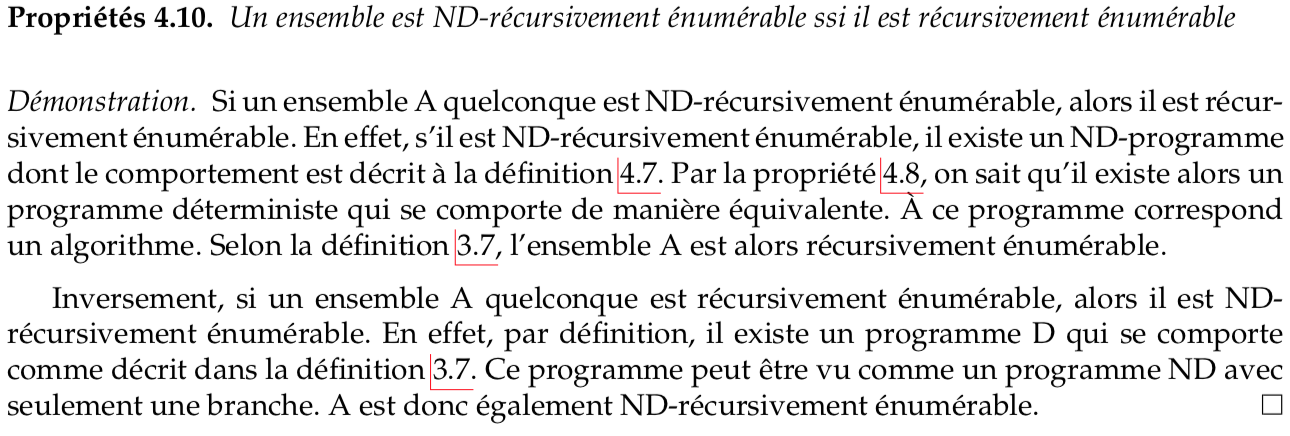 Propriétés 4.10. Un ensemble est ND-récursivement énumérable ssi il est récursivement énumérable
Démonstration. Si un ensemble A quelconque est ND-récursivement énumérable, alors il est récur-
sivement énumérable. En effet, s'il est ND-récursivement énumérable, il existe un ND-programme
dont le comportement est décrit à la définition 4.7. Par la propriété 4.8, on sait qu'il existe alors un
programme déterministe qui se comporte de manière équivalente. À ce programme correspond
un algorithme. Selon la définition 3.7, l'ensemble A est alors récursivement énumérable.
Inversement, si un ensemble A quelconque est récursivement énumérable, alors il est ND-
récursivement énumérable. En effet, par définition, il existe un programme D qui se comporte
comme décrit dans la définition 3.7. Ce programme peut être vu comme un programme ND avec
seulement une branche. A est donc également ND-récursivement énumérable. □